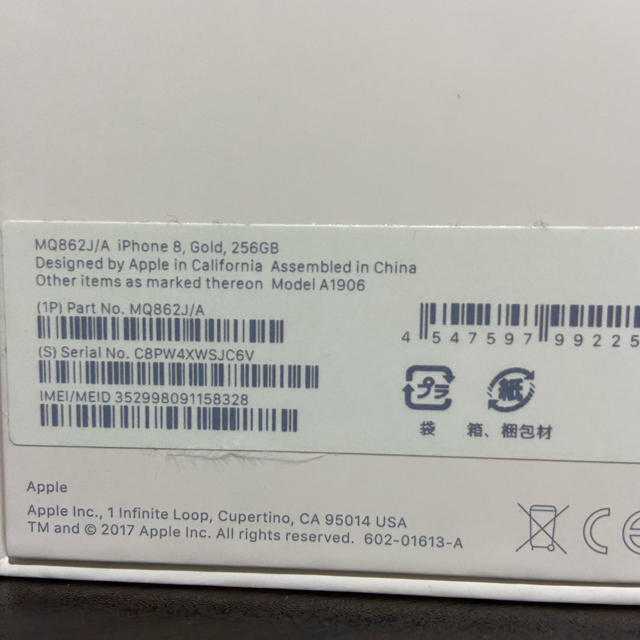 MQ862J/A iPhone 8, Gold, 256GB
Designed by Apple in California Assembled in China
Other items as marked thereon Model A1906
(1P) Part No. MQ862J/A
(S) Serial No. C8PW4XWSJC6V
IMEI/MEID 352998091158328
4 547597 99225
プラ
袋
紙
箱、梱包材
Apple
Apple Inc., 1 Infinite Loop, Cupertino, CA 95014 USA
TM and © 2017 Apple Inc. All rights reserved. 602-01613-A
CE